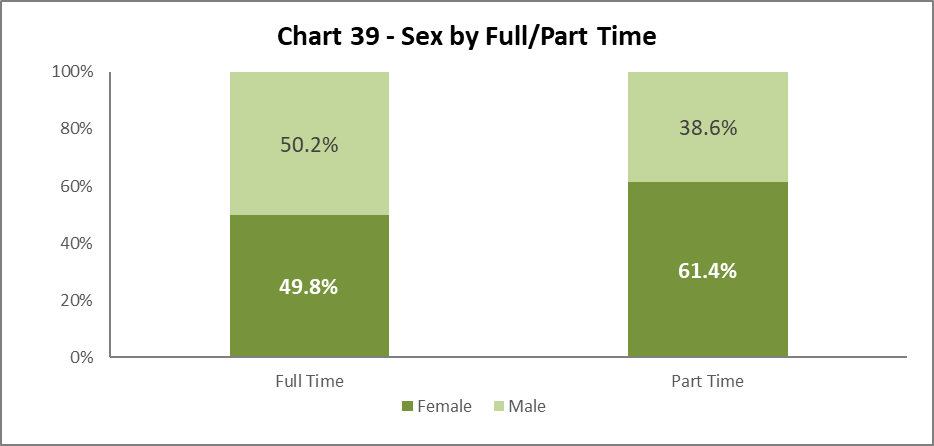 Chart 39 - Sex by Full/Part Time
100%
80%
60%
40%
20%
0%
50.2%
49.8%
38.6%
61.4%
Full Time
Part Time
Female
Male